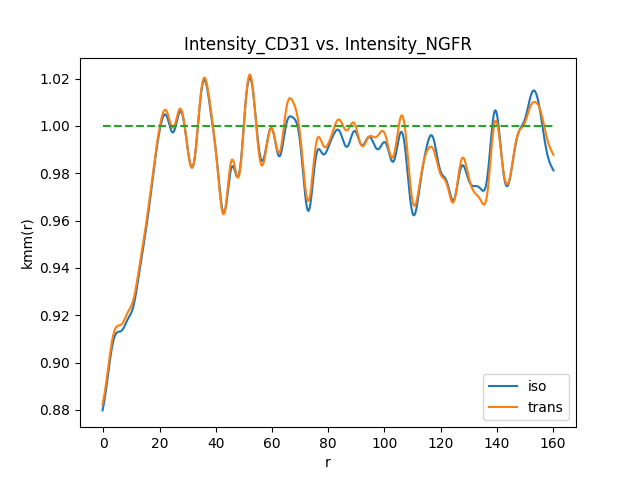 Intensity_CD31 vs. Intensity_NGFR
1.02
1.00
0.98
0.96
0.94
0.92
0.90
0.88
kmm(r)
0 20 40 60 80 100 120 140 160
r
iso
trans